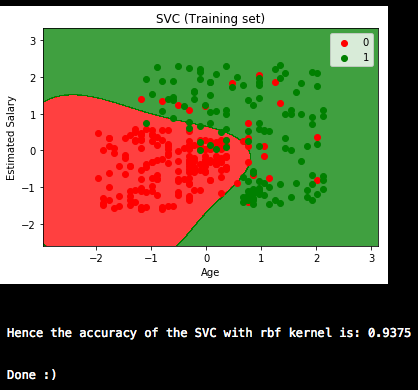 SVC (Training set)
0
1
3
2
1
0
−1
−2
Estimated Salary
−2
−1
0
1
2
3
Age
Hence the accuracy of the SVC with rbf kernel is: 0.9375
Done :)